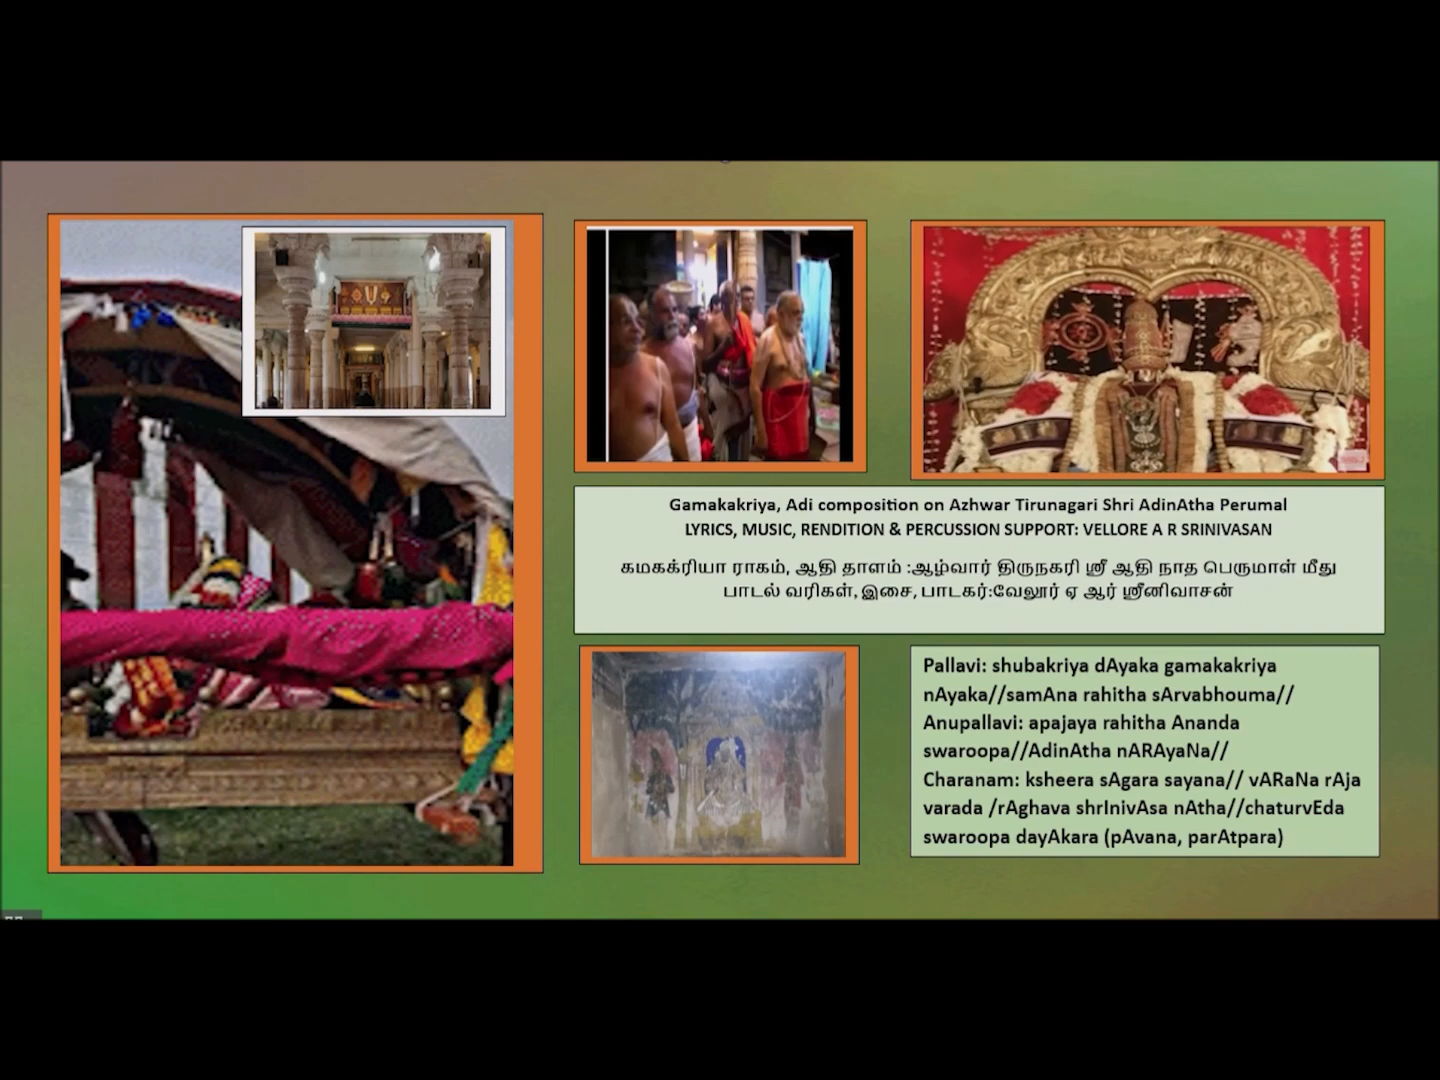 Gamakakriya, Adi composition on Azhwar Tirunagari Shri AdinAtha Perumal
LYRICS, MUSIC, RENDITION & PERCUSSION SUPPORT: VELLORE A R SRINIVASAN
கமகக்ரியா ராகம், ஆதி தாளம் :ஆழ்வார் திருநகரி ஸ்ரீ ஆதி நாத பெருமாள் மீது
பாடல் வரிகள், இசை, பாடகர்:வேலூர் ஏ ஆர் ஸ்ரீனிவாசன்
Pallavi: shubakriya dAyaka gamakakriya
nAyaka//samAna rahitha sArvabhouma//
Anupallavi: apajaya rahitha Ananda
swaroopa//AdinAtha nARAyaNa//
Charanam: ksheera sAgara sayana// vARaNa rAja
varada /rAghava shrInivAsa nAtha//chaturvEda
swaroopa dayAkara (pAvana, parAtpara)